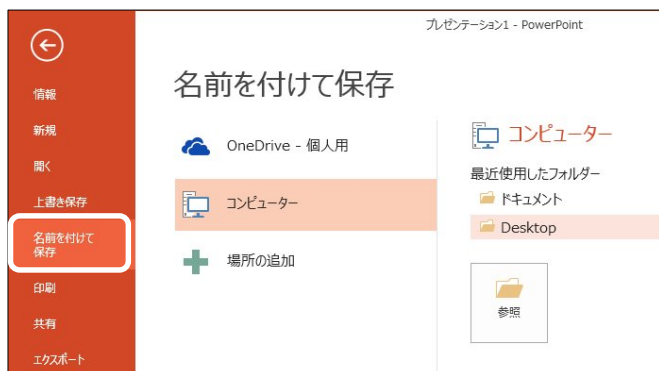 プレゼンテーション1 - PowerPoint
情報
新規
開く
上書き保存
名前を付けて
保存
印刷
共有
エクスポート
名前を付けて保存
OneDrive - 個人用
コンピューター
場所の追加
コンピューター
最近使用したフォルダー
ドキュメント
Desktop
参照